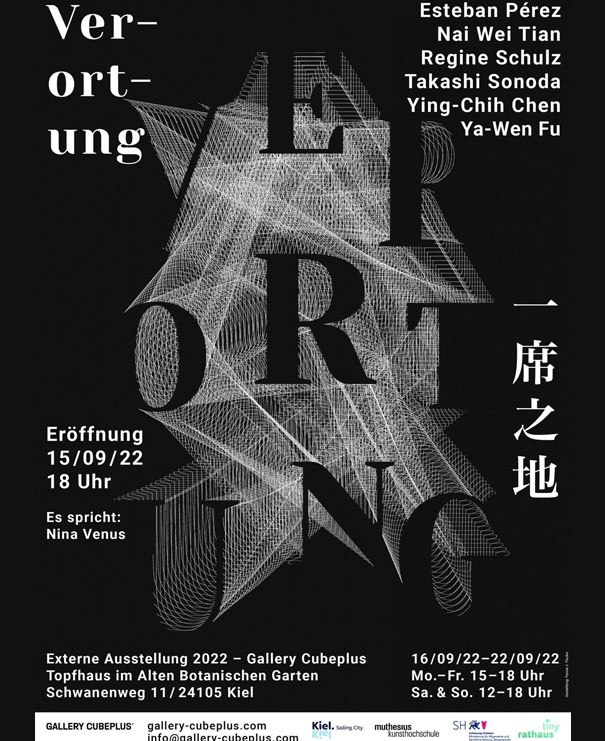 Ver-
ort-
ung
Esteban Pérez
Nai Wei Tian
Regine Schulz
Takashi Sonoda
Ying-Chih Chen
Ya-Wen Fu
VER
ORT
UNG
一席之地
Eröffnung
15/09/22
18 Uhr
Es spricht:
Nina Venus
Externe Ausstellung 2022 – Gallery Cubeplus
Topfhaus im Alten Botanischen Garten
Schwanenweg 11/24105 Kiel
16/09/22–22/09/22
Mo.–Fr. 15–18 Uhr
Sa. & So. 12–18 Uhr
GALLERY CUBEPLUS
gallery-cubeplus.com
info@gallery-cubeplus.com
Kiel. Sailing. City.
Kiel
muthesius
kunsthochschule
SH
tiny
rathaus